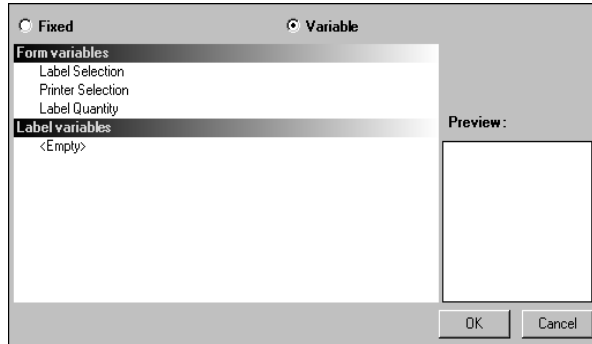 Fixed Variable
Form variables
Label Selection
Printer Selection
Label Quantity
Label variables
<Empty>
Preview:
OK Cancel